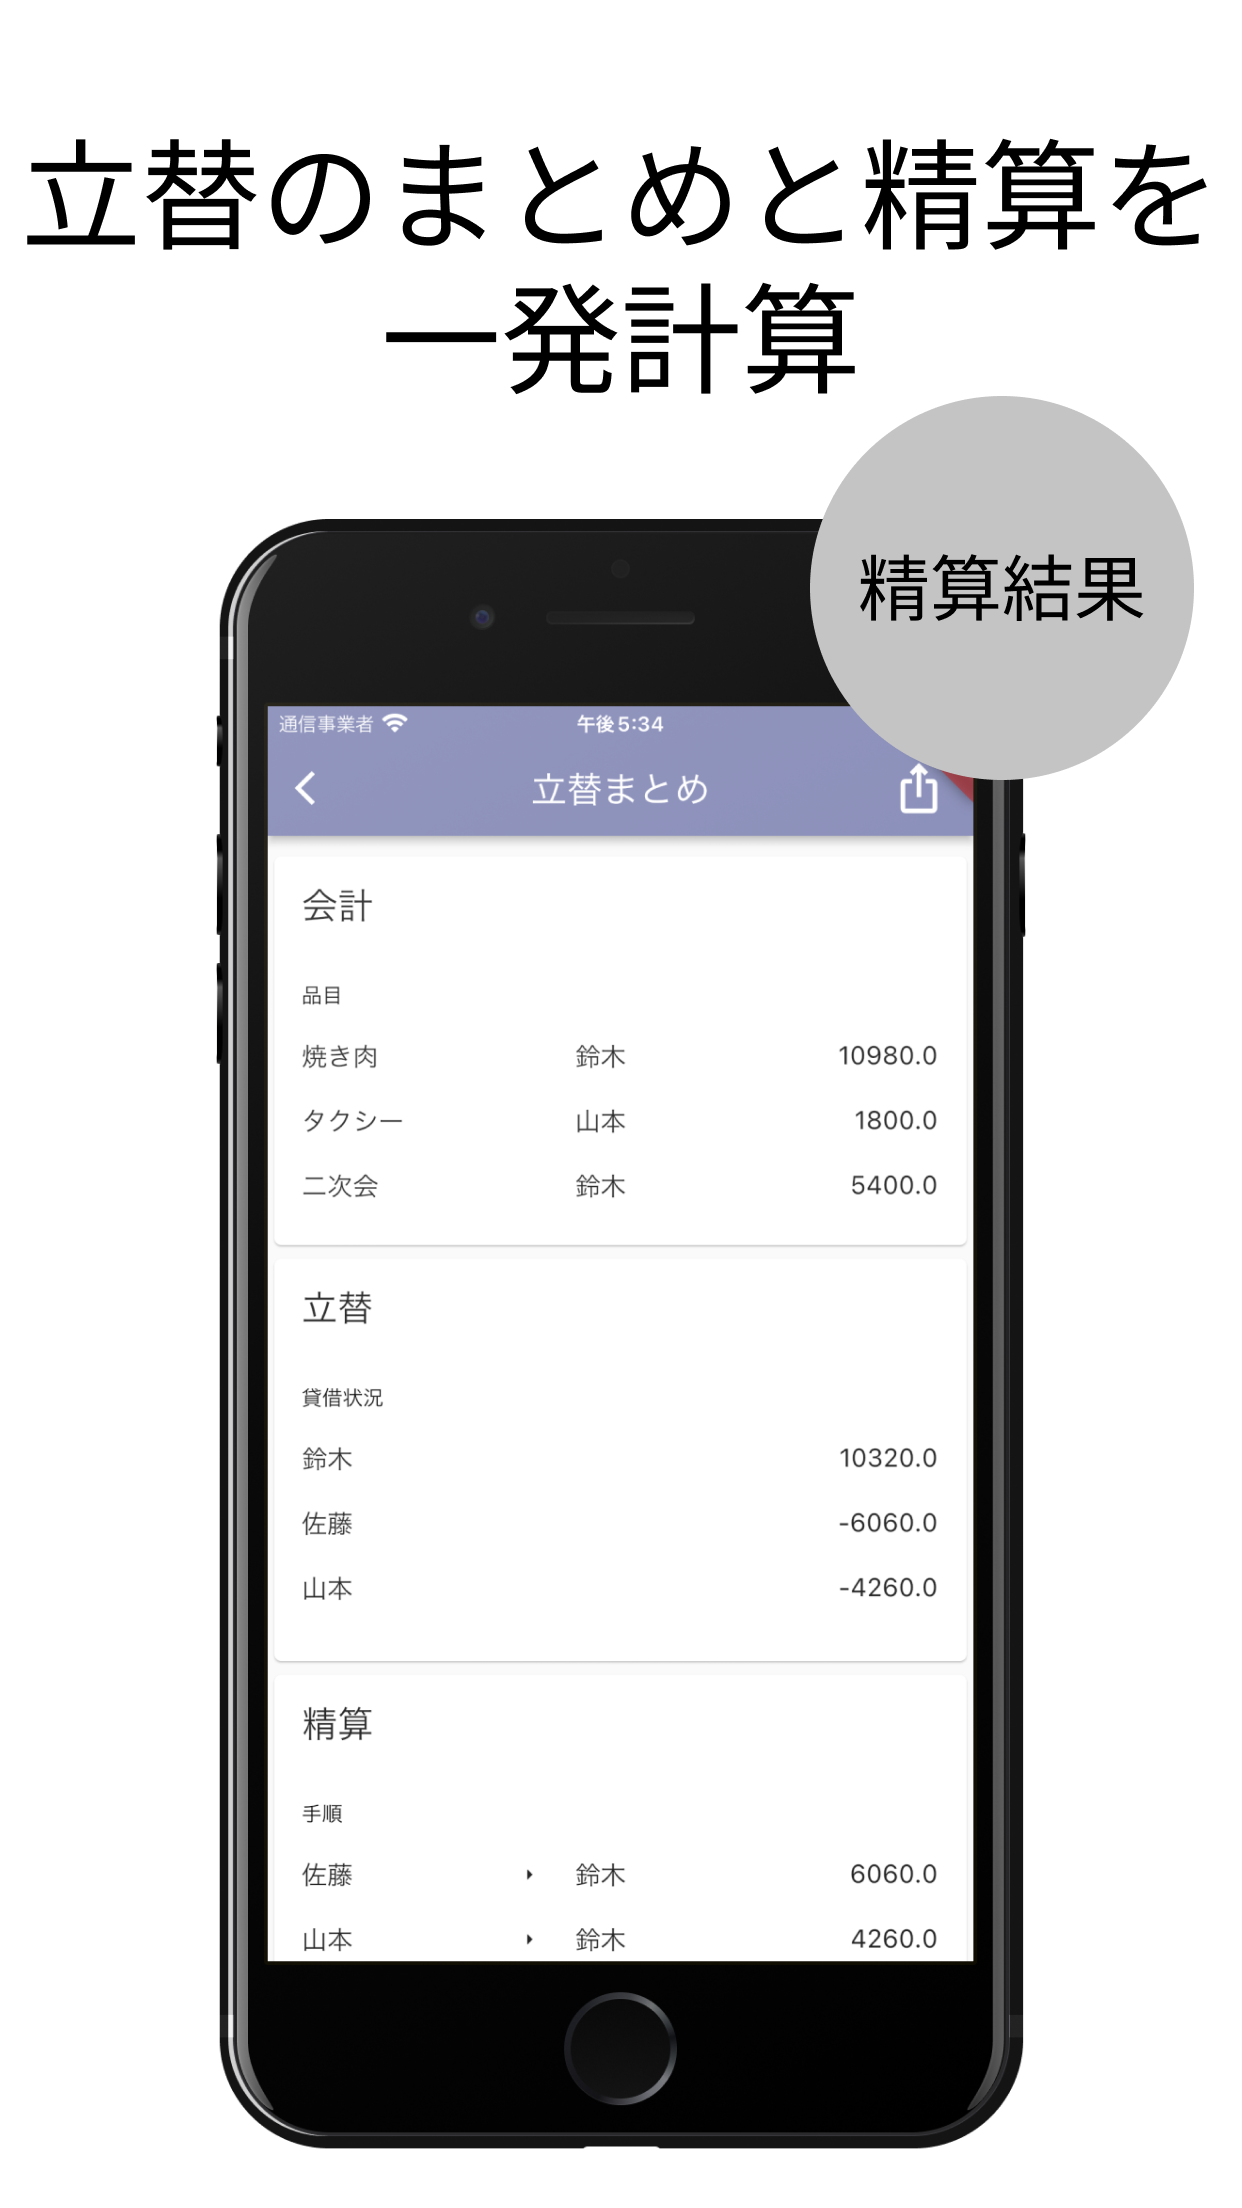 立替のまとめと精算を
一発計算
精算結果
通信事業者 午後5:34
立替まとめ
会計
品目
焼き肉 鈴木 10980.0
タクシー 山本 1800.0
二次会 鈴木 5400.0
立替
貸借状況
鈴木 10320.0
佐藤 -6060.0
山本 -4260.0
精算
手順
佐藤 ▸ 鈴木 6060.0
山本 ▸ 鈴木 4260.0